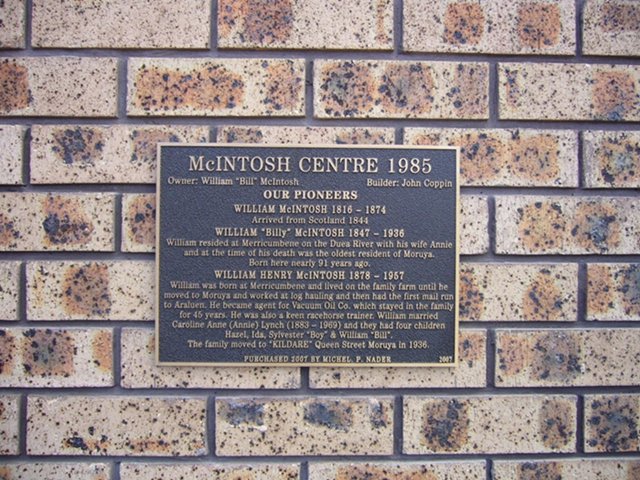 McINTOSH CENTRE 1985
Owner: William "Bill" McIntosh Builder: John Coppin
OUR PIONEERS
WILLIAM McINTOSH 1816 - 1874
Arrived from Scotland 1844
WILLIAM "Billy" McINTOSH 1847 - 1936
William resided at Merricumbene on the Duea River with his wife Annie
and at the time of his death was the oldest resident of Moruya.
Born here nearly 91 years ago.
WILLIAM HENRY McINTOSH 1878 - 1957
William was born at Merricumbene and lived on the family farm until he
moved to Moruya and worked at log hauling and then had the first mail run
to Araluen. He became agent for Vacuum Oil Co. which stayed in the family
for 45 years. He was also a keen racehorse trainer. William married
Caroline Anne (Annie) Lynch (1883 - 1969) and they had four children
Hazel, Ida, Sylvester "Boy" & William "Bill".
The family moved to "KILDARE" Queen Street Moruya in 1936.
PURCHASED 2007 BY MICHEL. P. NADER 2007